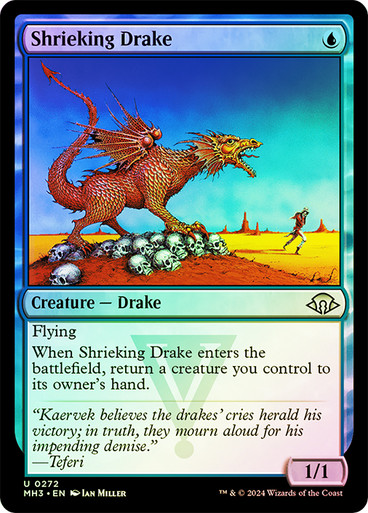 Shrieking Drake
Creature — Drake
Flying
When Shrieking Drake enters the
battlefield, return a creature you control to
its owner's hand.
“Kaervek believes the drakes’ cries herald his
victory; in truth, they mourn aloud for his
impending demise.”
—Teferi
1/1
U 0272
MH3 • EN Ian Miller
™ & © 2024 Wizards of the Coast